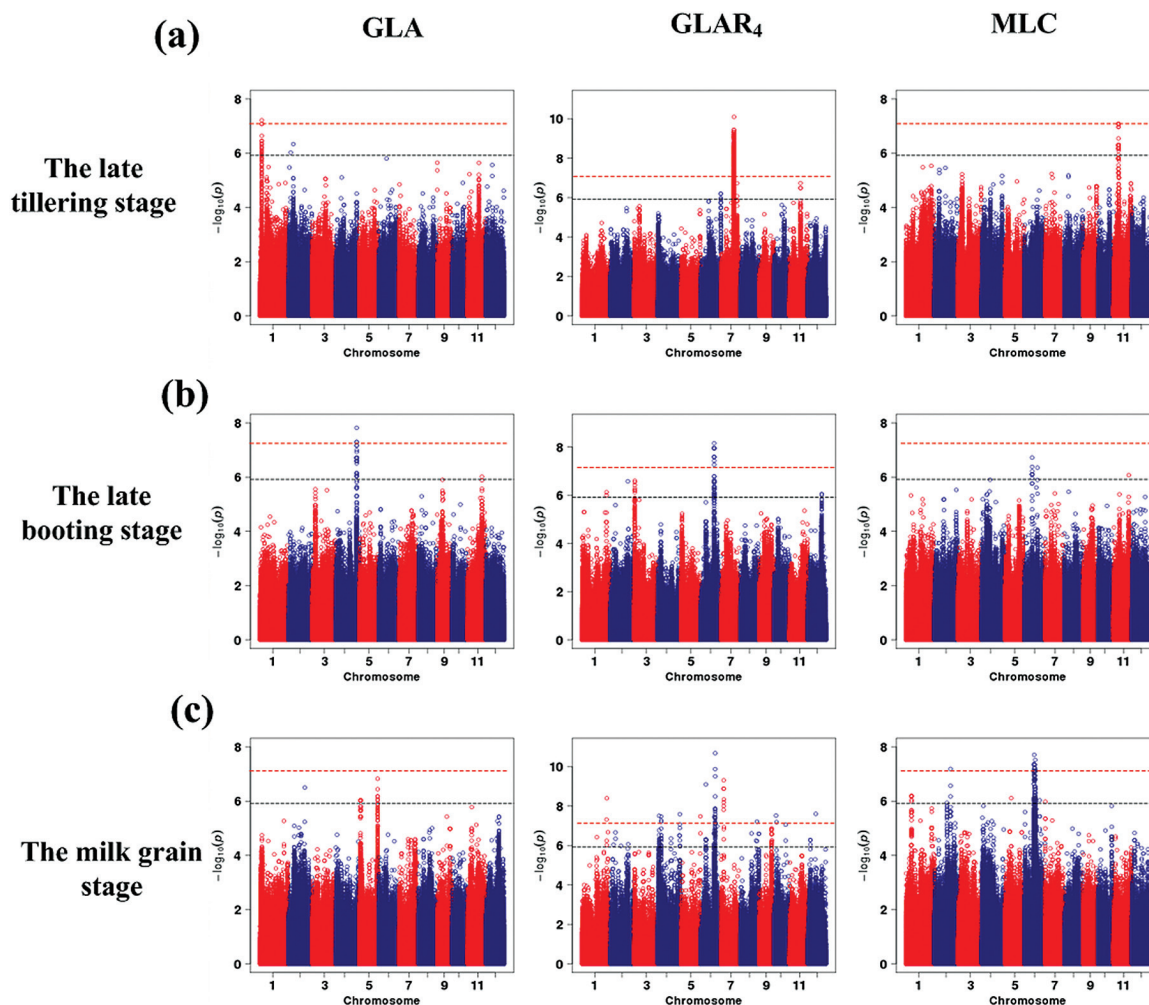 (a)
GLA
GLAR₄
MLC
The late
tillering stage
8
6
4
2
0
−log₁₀(p)
1 3 5 7 9 11
Chromosome
10
8
6
4
2
0
−log₁₀(p)
1 3 5 7 9 11
Chromosome
8
6
4
2
0
−log₁₀(p)
1 3 5 7 9 11
Chromosome
(b)
The late
booting stage
8
6
4
2
0
−log₁₀(p)
1 3 5 7 9 11
Chromosome
8
6
4
2
0
−log₁₀(p)
1 3 5 7 9 11
Chromosome
8
6
4
2
0
−log₁₀(p)
1 3 5 7 9 11
Chromosome
(c)
The milk grain
stage
8
6
4
2
0
−log₁₀(p)
1 3 5 7 9 11
Chromosome
10
8
6
4
2
0
−log₁₀(p)
1 3 5 7 9 11
Chromosome
8
6
4
2
0
−log₁₀(p)
1 3 5 7 9 11
Chromosome